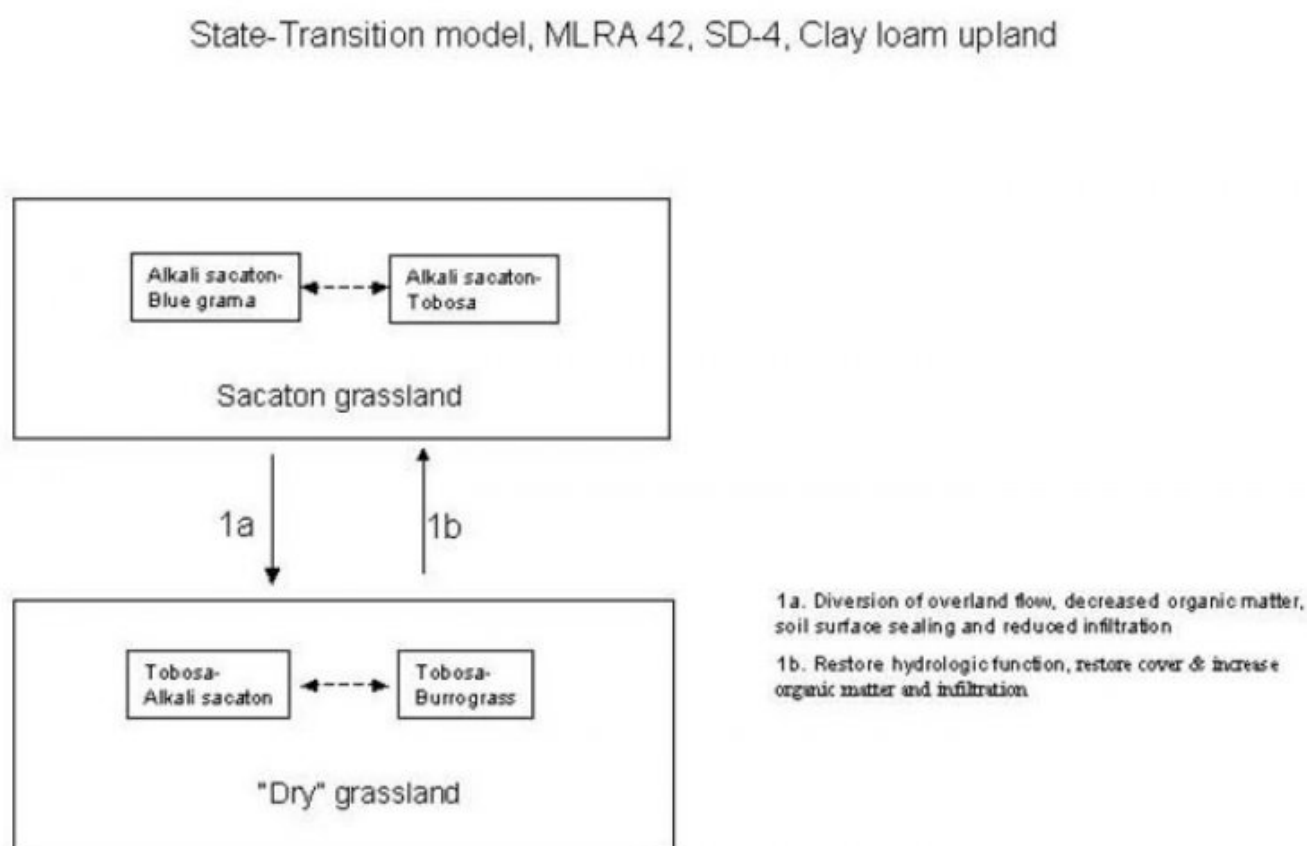 State-Transition model, MLRA 42, SD-4, Clay loam upland
Alkali sacaton-
Blue grama
Alkali sacaton-
Tobosa
Sacaton grassland
1a
1b
Tobosa-
Alkali sacaton
Tobosa-
Burrograss
"Dry" grassland
1a. Diversion of overland flow, decreased organic matter,
soil surface sealing and reduced infiltration
1b. Restore hydrologic function, restore cover & increase
organic matter and infiltration